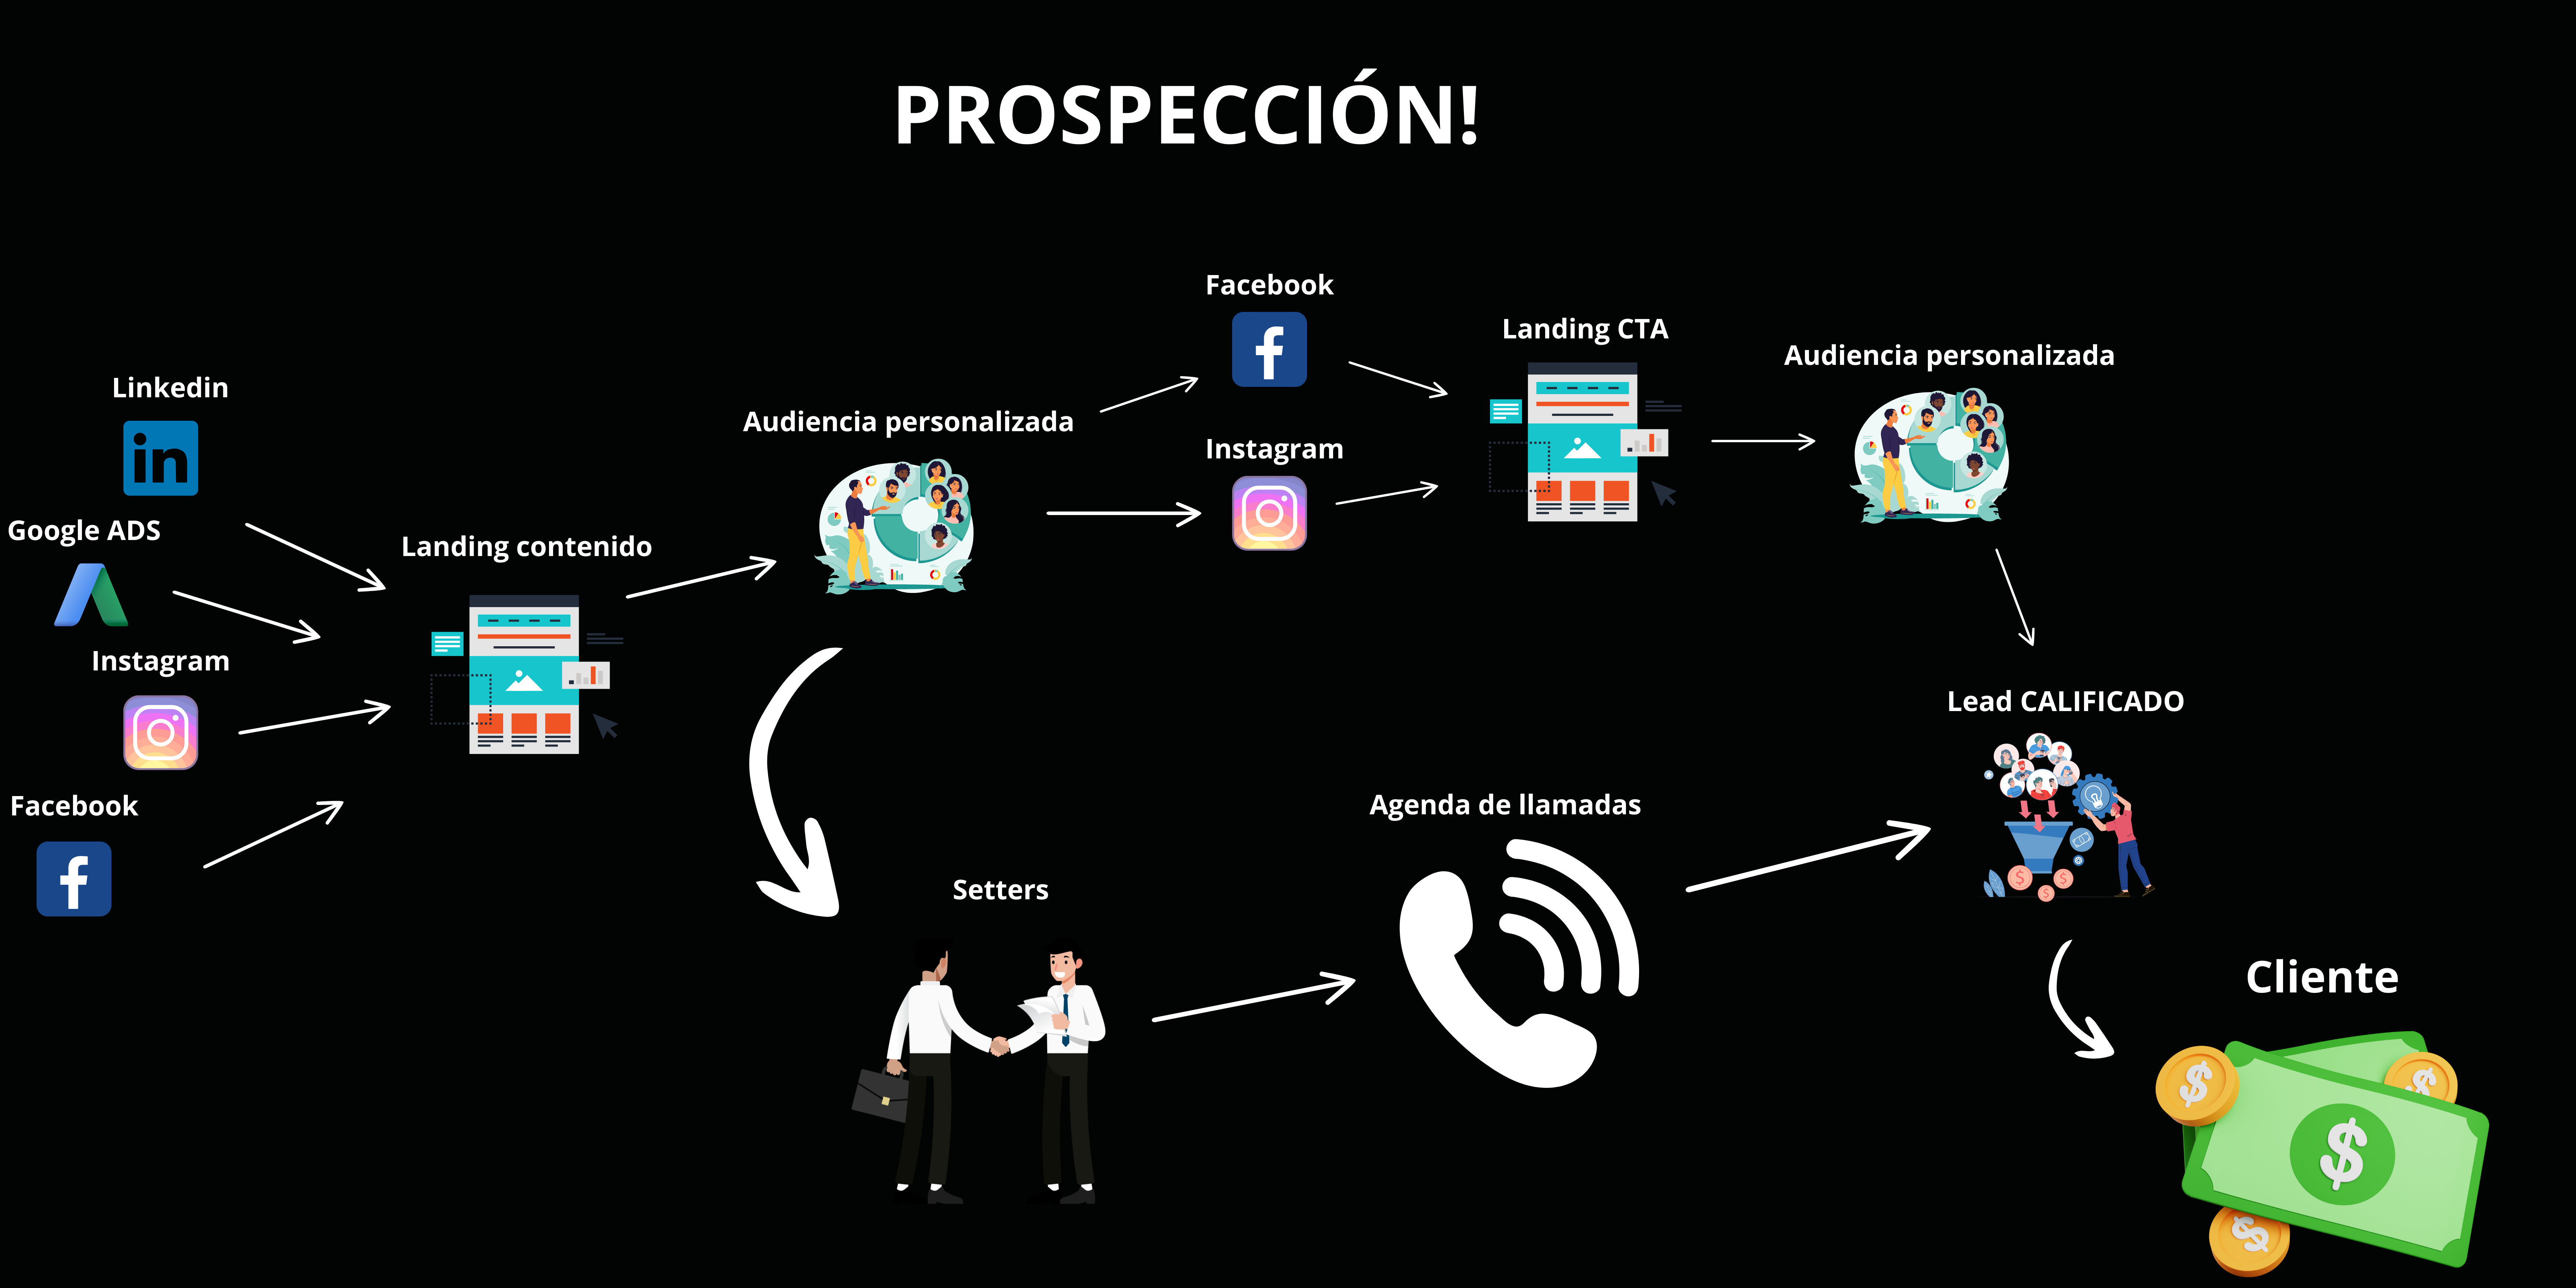 PROSPECCIÓN!
Linkedin
Google ADS
Instagram
Facebook
Landing contenido
Audiencia personalizada
Facebook
Instagram
Landing CTA
Audiencia personalizada
Setters
Agenda de llamadas
Lead CALIFICADO
Cliente